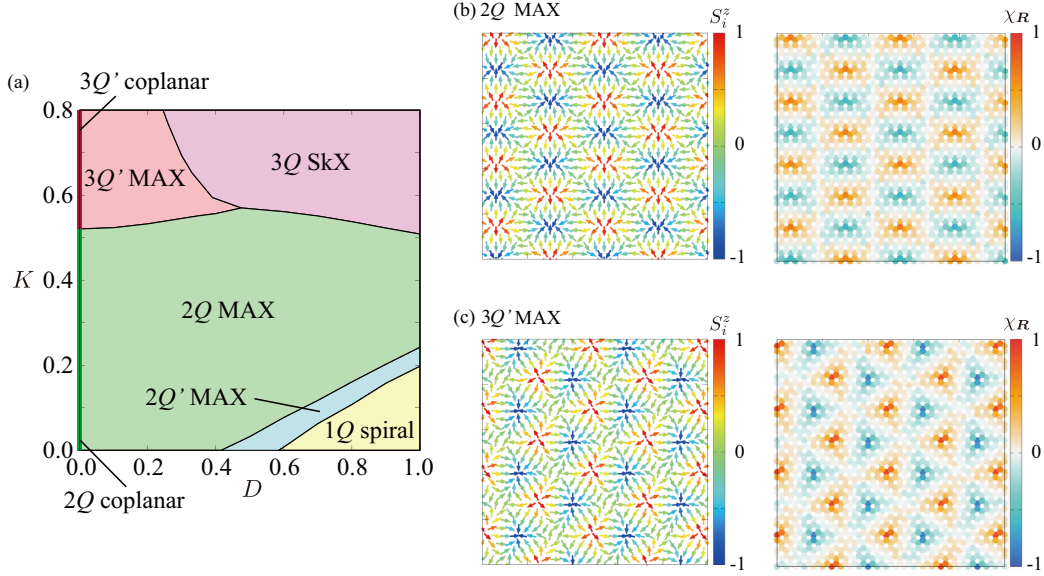 (a)
3Q' coplanar
0.8
0.6
0.4
0.2
0.0
K
3Q' MAX
3Q SkX
2Q MAX
2Q' MAX
1Q spiral
0.0 0.2 0.4 0.6 0.8 1.0
D
2Q coplanar
(b) 2Q MAX
S_i^z
1
0
-1
χ_R
1
0
-1
(c) 3Q' MAX
S_i^z
1
0
-1
χ_R
1
0
-1